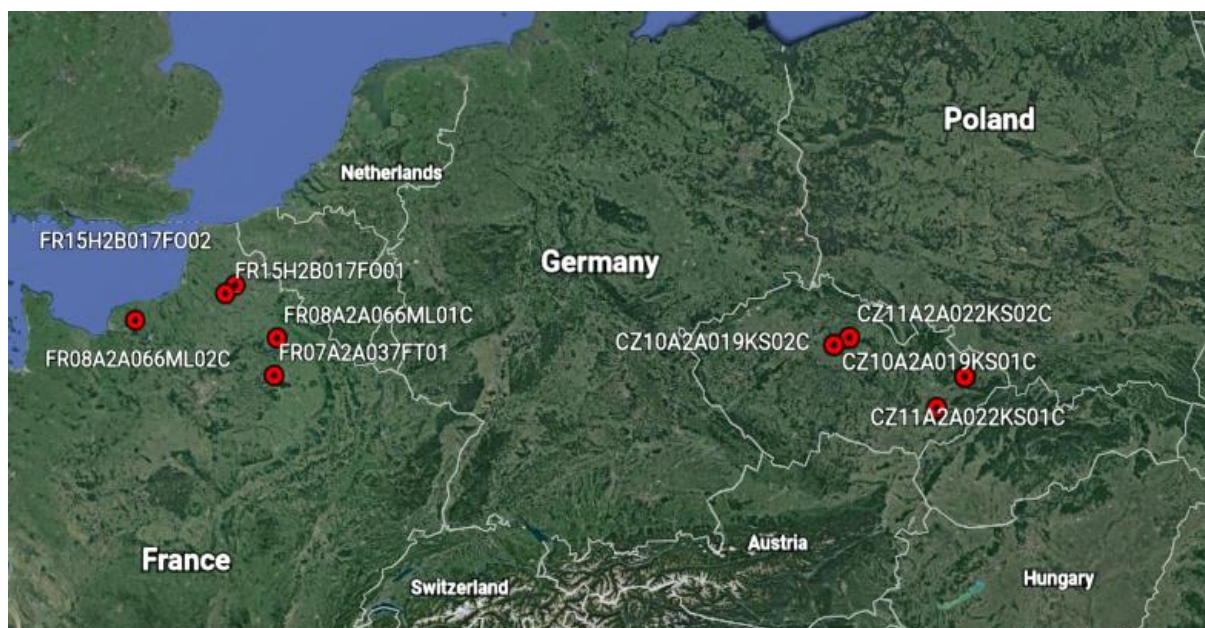 Poland
Netherlands
FR15H2B017FO02
Germany
FR15H2B017FO01
FR08A2A066ML01C
CZ11A2A022KS02C
CZ10A2A019KS02C
FR07A2A037FT01
FR08A2A066ML02C
CZ10A2A019KS01C
CZ11A2A022KS01C
Austria
France
Switzerland
Hungary